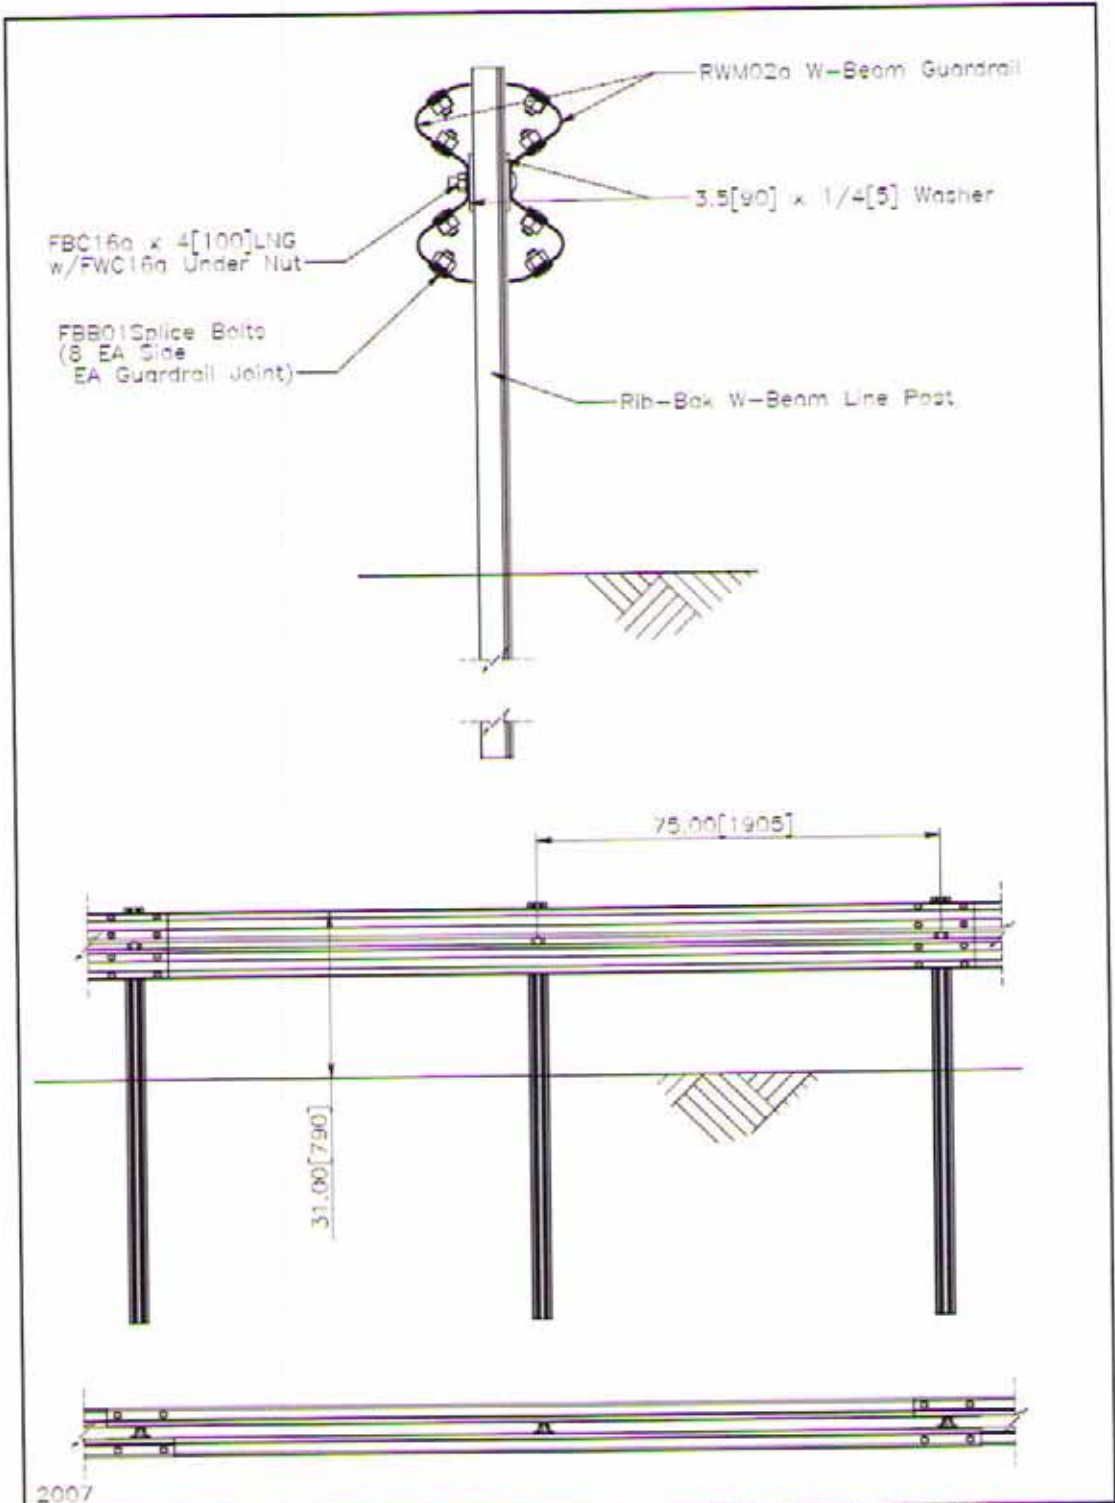 RWM02a W-Beam Guardrail
3.5[90] x 1/4[5] Washer
FBC16a x 4[100]LNG
w/FWC16a Under Nut
FBB01Splice Bolts
(8 EA Side
EA Guardrail Joint)
Rib-Bak W-Beam Line Post
75.00[1905]
31.00[790]
2007